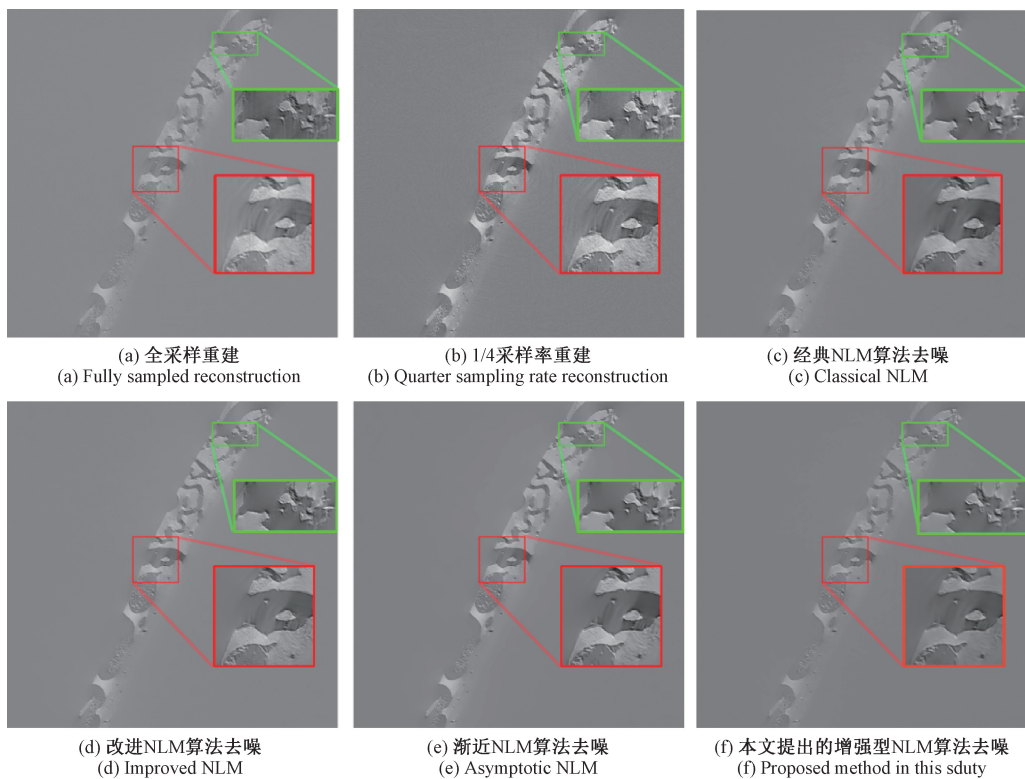 (a) 全采样重建
(a) Fully sampled reconstruction
(b) 1/4采样率重建
(b) Quarter sampling rate reconstruction
(c) 经典NLM算法去噪
(c) Classical NLM
(d) 改进NLM算法去噪
(d) Improved NLM
(e) 渐近NLM算法去噪
(e) Asymptotic NLM
(f) 本文提出的增强型NLM算法去噪
(f) Proposed method in this sduty